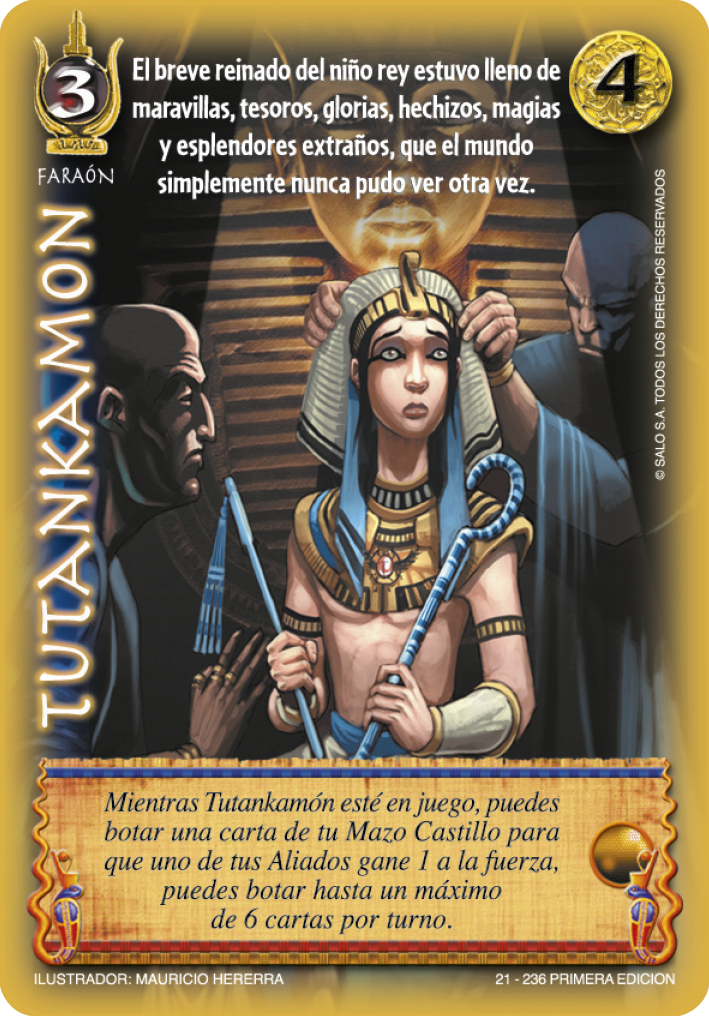 3
FARAÓN
El breve reinado del niño rey estuvo lleno de
maravillas, tesoros, glorias, hechizos, magias
y esplendores extraños, que el mundo
simplemente nunca pudo ver otra vez.
4
TUTANKAMON
© SALO S.A. TODOS LOS DERECHOS RESERVADOS
Mientras Tutankamón esté en juego, puedes
botar una carta de tu Mazo Castillo para
que uno de tus Aliados gane 1 a la fuerza,
puedes botar hasta un máximo
de 6 cartas por turno.
ILUSTRADOR: MAURICIO HERERRA
21 - 236 PRIMERA EDICION